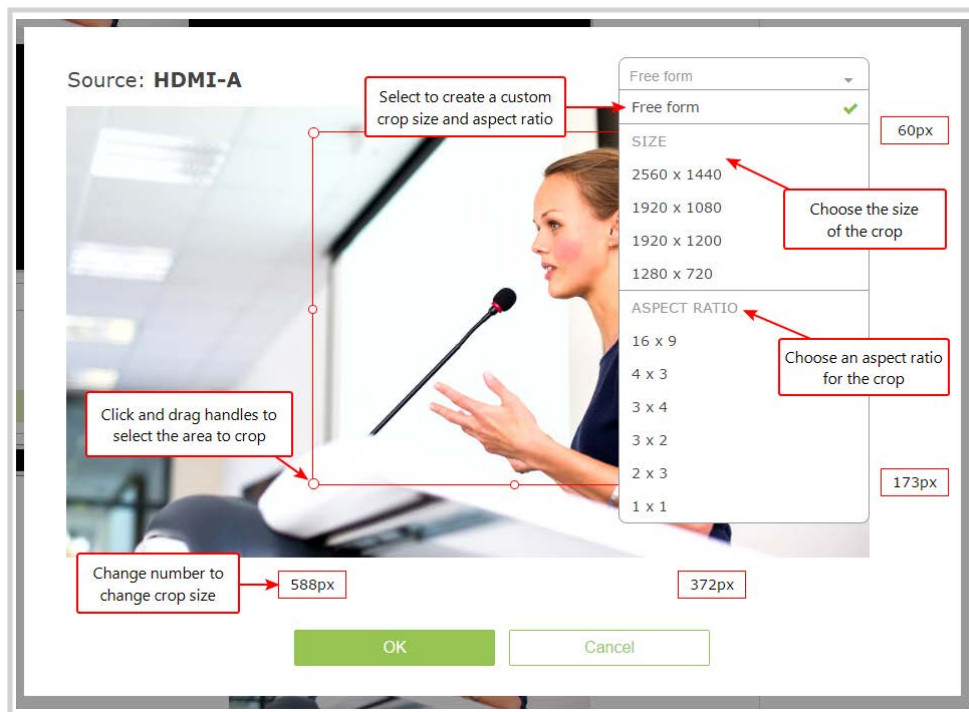 Source: HDMI-A
Free form
Select to create a custom
crop size and aspect ratio
Free form
60px
SIZE
2560 x 1440
1920 x 1080
Choose the size
of the crop
1920 x 1200
1280 x 720
ASPECT RATIO
16 x 9
Choose an aspect ratio
for the crop
4 x 3
3 x 4
Click and drag handles to
select the area to crop
3 x 2
2 x 3
173px
1 x 1
Change number to
change crop size
588px
372px
OK
Cancel